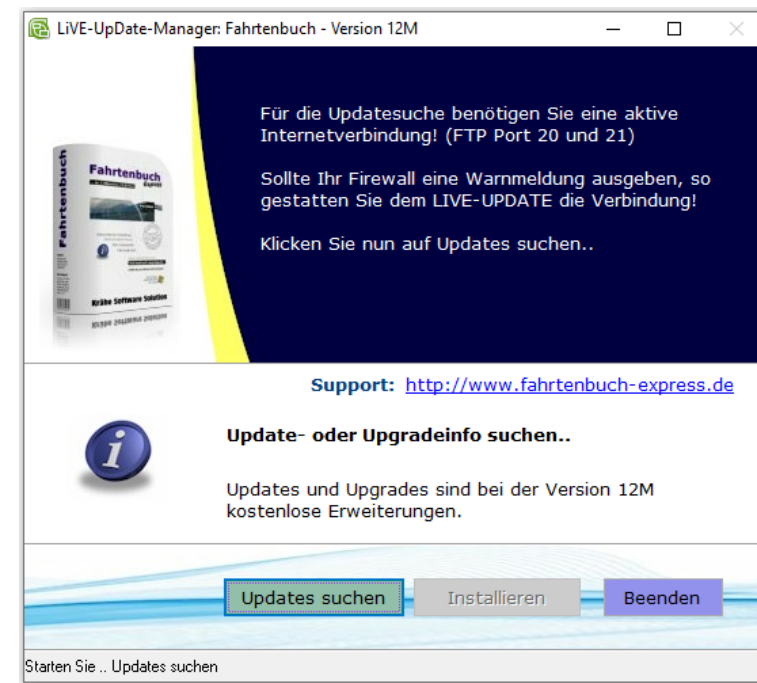 LiVE-UpDate-Manager: Fahrtenbuch - Version 12M
Für die Updatesuche benötigen Sie eine aktive
Internetverbindung! (FTP Port 20 und 21)
Sollte Ihr Firewall eine Warnmeldung ausgeben, so
gestatten Sie dem LIVE-UPDATE die Verbindung!
Klicken Sie nun auf Updates suchen..
Fahrtenbuch
Fahrtenbuch
Express
Krähe Software Solution
Support: http://www.fahrtenbuch-express.de
Update- oder Upgradeinfo suchen..
Updates und Upgrades sind bei der Version 12M
kostenlose Erweiterungen.
Updates suchen
Installieren
Beenden
Starten Sie .. Updates suchen